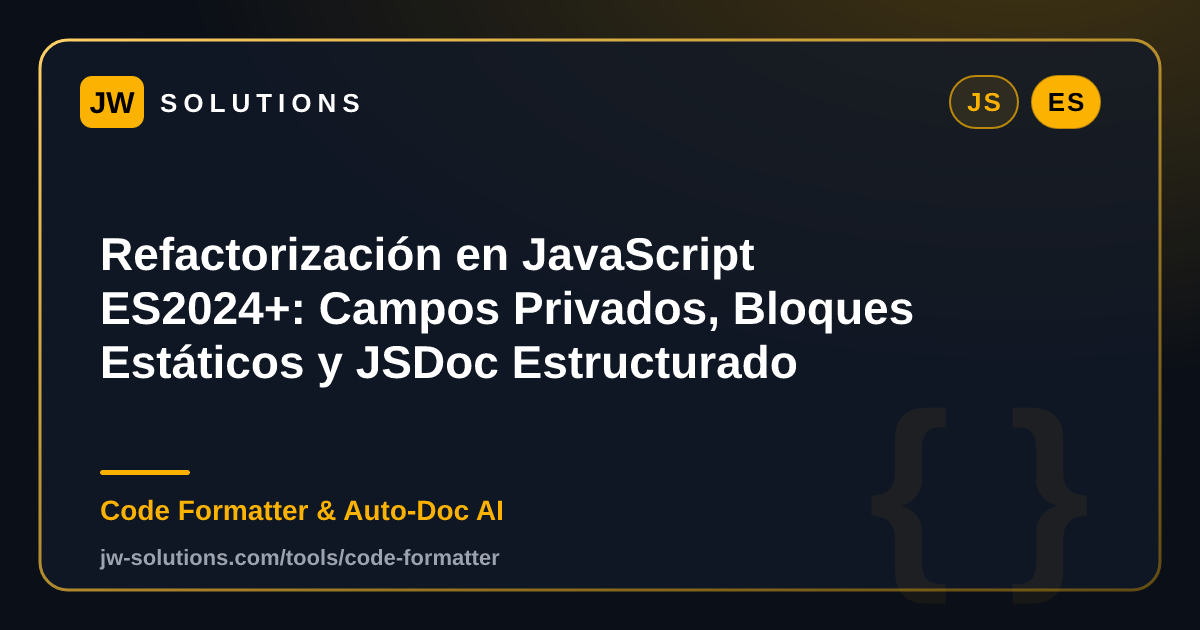 JW SOLUTIONS
JS ES
Refactorización en JavaScript
ES2024+: Campos Privados, Bloques
Estáticos y JSDoc Estructurado
Code Formatter & Auto-Doc AI
jw-solutions.com/tools/code-formatter
{ }